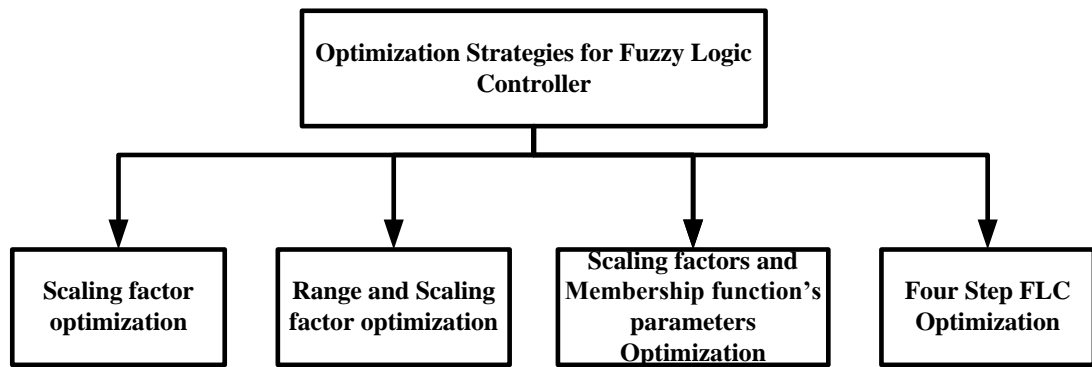 Optimization Strategies for Fuzzy Logic
Controller
Scaling factor
optimization
Range and Scaling
factor optimization
Scaling factors and
Membership function’s
parameters
Optimization
Four Step FLC
Optimization